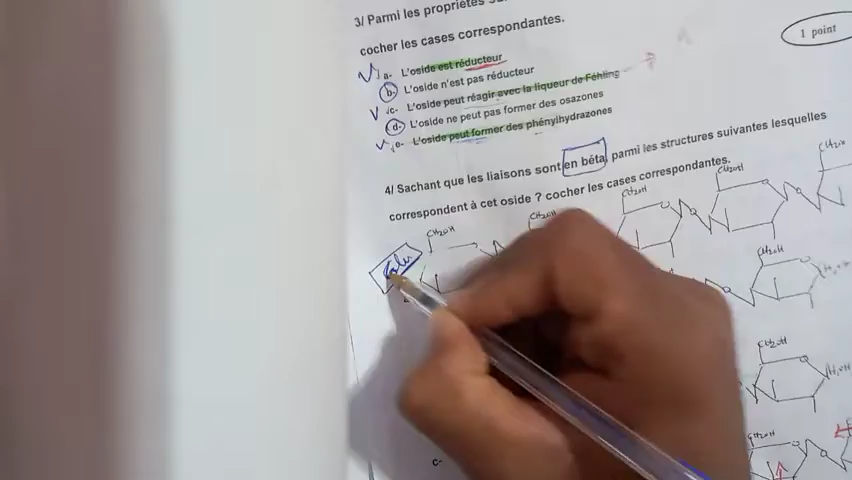 3/ Parmi les propriétés
cocher les cases correspondantes.
1 point
a- L'oside est réducteur
b- L'oside n'est pas réducteur
c- L'oside peut réagir avec la liqueur de Fehling
d- L'oside ne peut pas former des osazones
e- L'oside peut former des phénylhydrazones
4/ Sachant que les liaisons sont en béta, parmi les structures suivantes lesquelles
correspondent à cet oside ? cocher les cases correspondantes.
CH2OH
CH2OH
CH2OH
CH2OH
CH2OH
CH2OH
H,OH
CH2OH
H,OH
CH2OH
c-